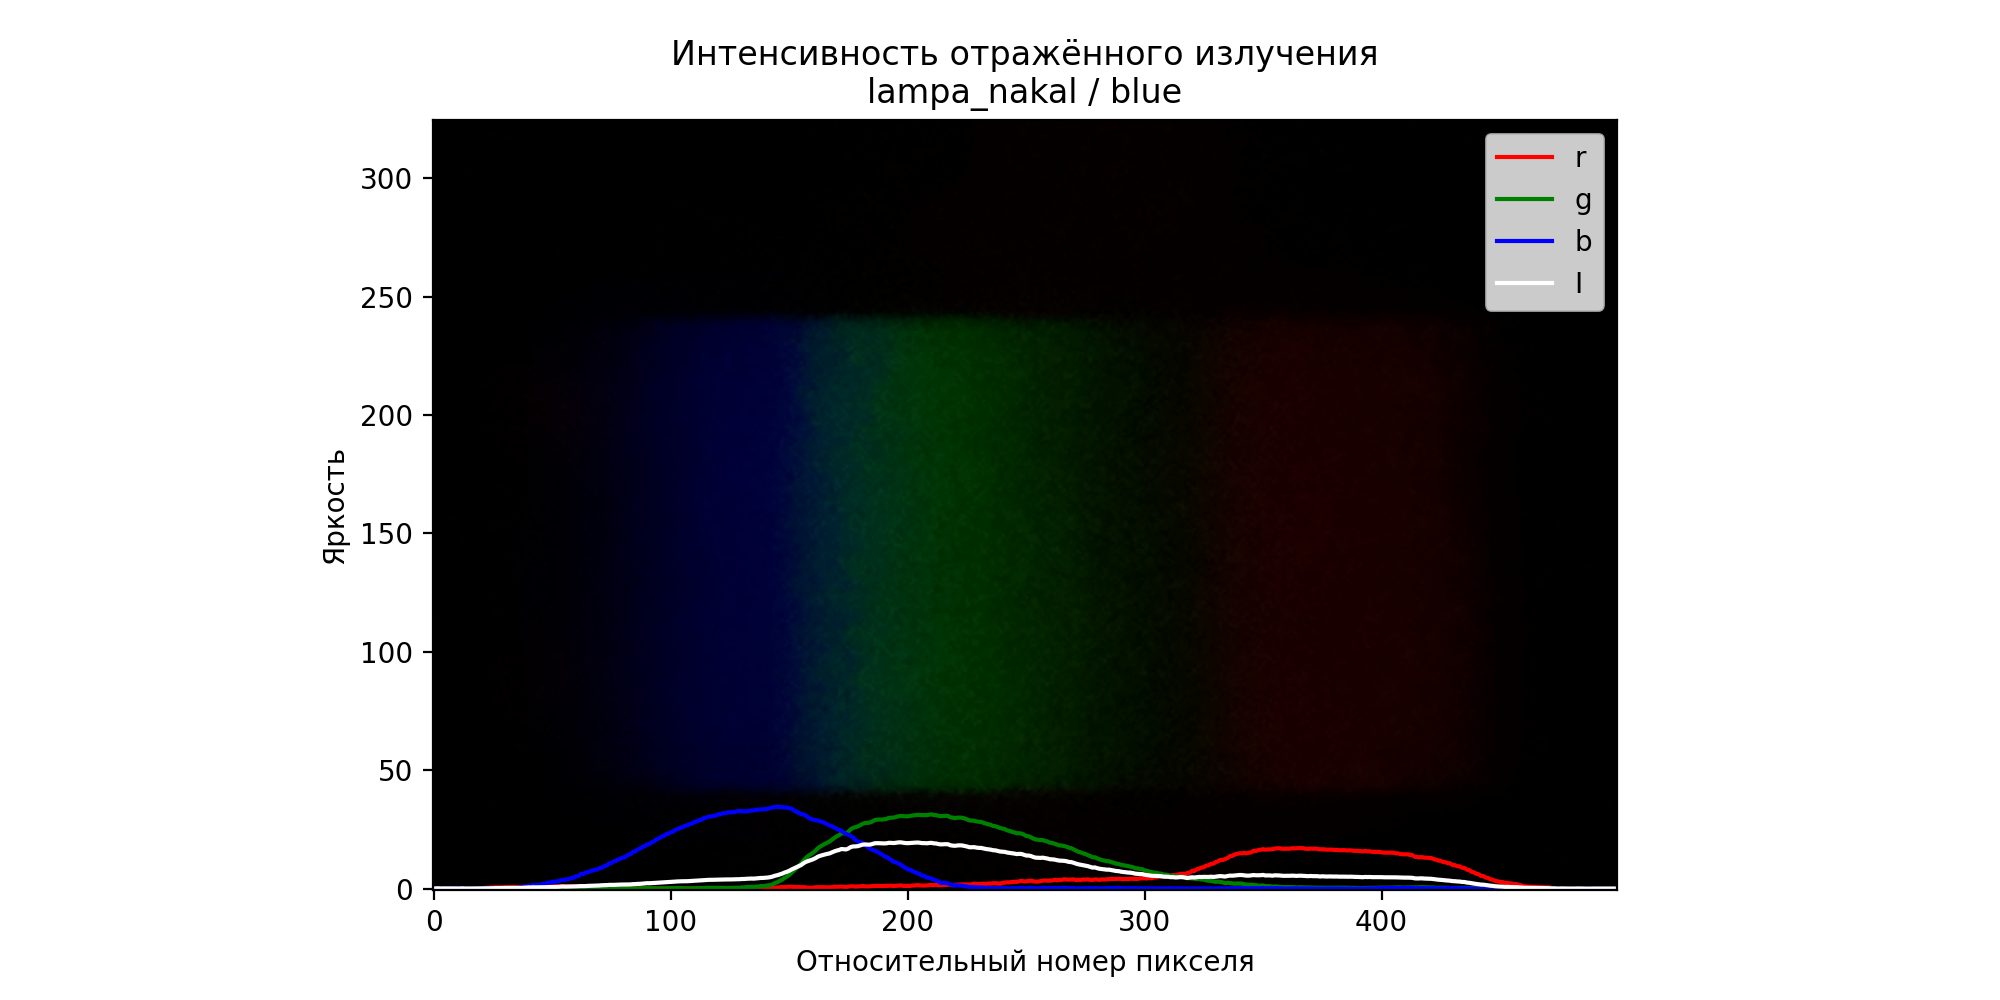 Интенсивность отражённого излучения
lampa_nakal / blue
r
g
b
l
300
250
200
150
100
50
0
Яркость
0 100 200 300 400
Относительный номер пикселя